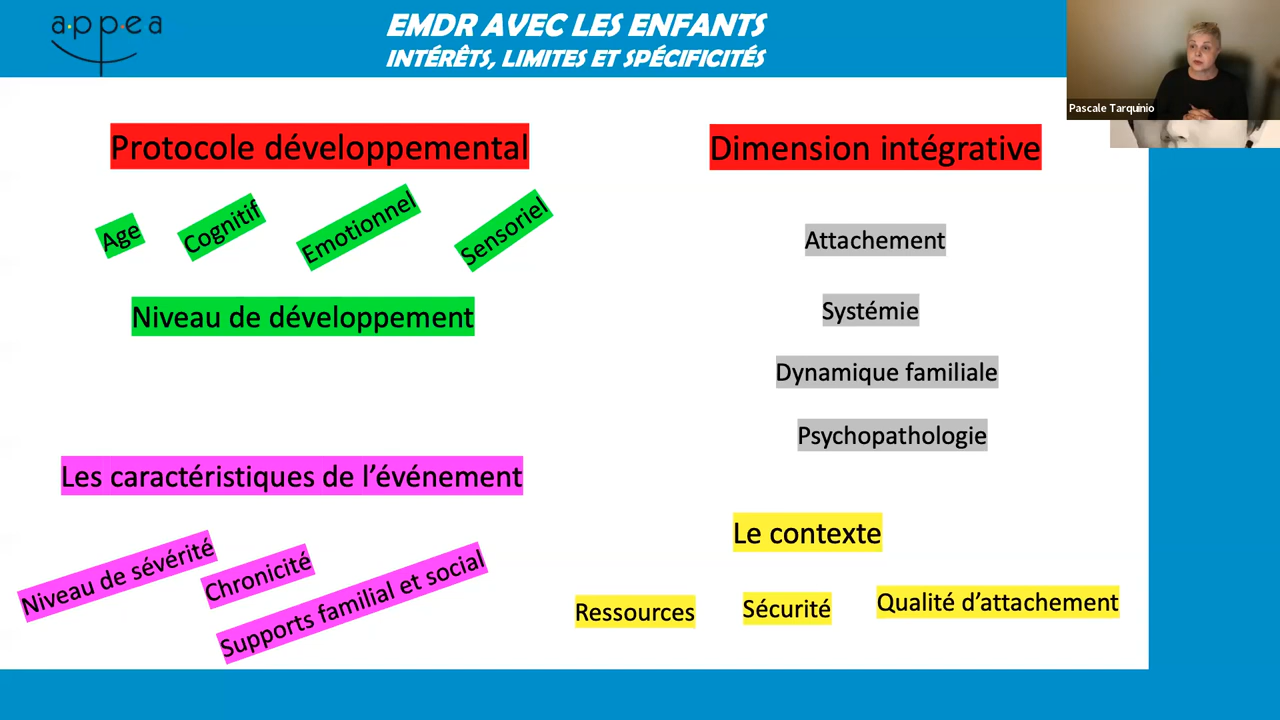 a·p·p·e·a
EMDR AVEC LES ENFANTS
INTÉRÊTS, LIMITES ET SPÉCIFICITÉS
Pascale Tarquinio
Protocole développemental
Age
Cognitif
Emotionnel
Sensoriel
Niveau de développement
Dimension intégrative
Attachement
Systémie
Dynamique familiale
Psychopathologie
Les caractéristiques de l’événement
Niveau de sévérité
Chronicité
Supports familial et social
Le contexte
Ressources
Sécurité
Qualité d’attachement